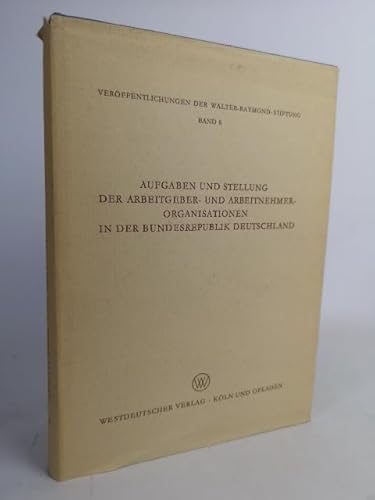 VERÖFFENTLICHUNGEN DER WALTER-RAYMOND-STIFTUNG
BAND 8
AUFGABEN UND STELLUNG
DER ARBEITGEBER- UND ARBEITNEHMER-
ORGANISATIONEN
IN DER BUNDESREPUBLIK DEUTSCHLAND
WESTDEUTSCHER VERLAG · KÖLN UND OPLADEN